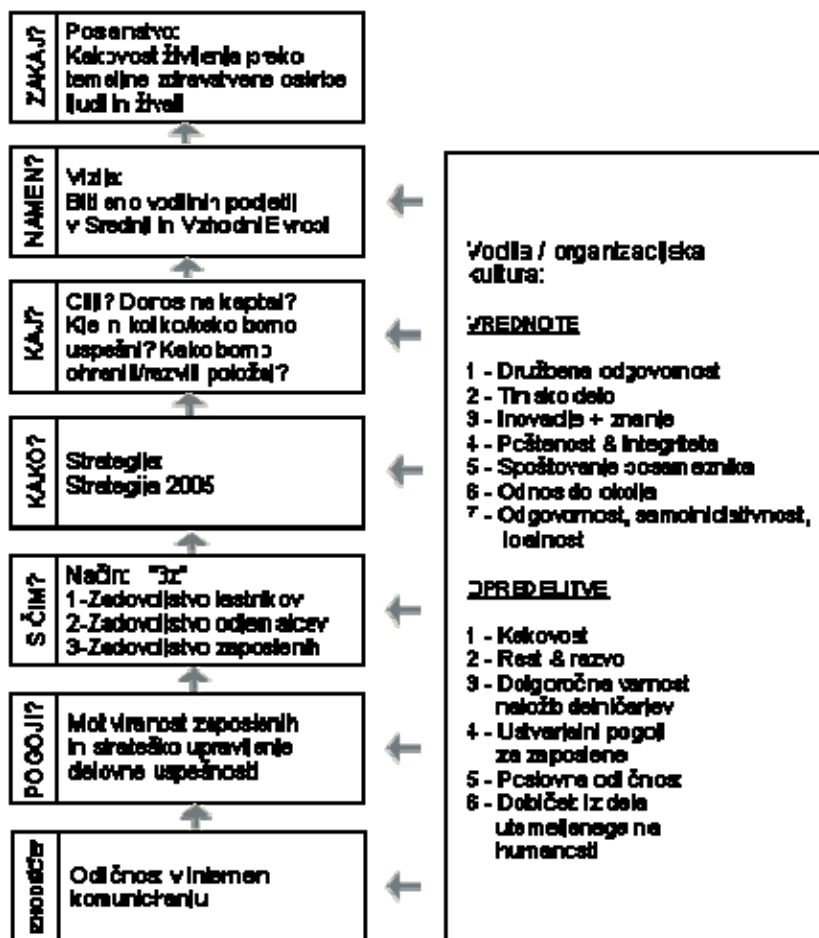 ZAKAJ?
Poslanstvo:
Kakovost življenja preko
temeljne zdravstvene oskrbe
ljudi in živali
NAMEN?
Vizija:
Biti eno vodilnih podjetij
v Srednji in Vzhodni Evropi
KAJ?
Cilji? Donos na kapital?
Kje in koliko/kako bomo
uspešni? Kako bomo
ohranili/razvili položaj?
KAKO?
Strategija:
Strategija 2005
S ČIM?
Način: "3z"
1-Zadovoljstvo lastnikov
2-Zadovoljstvo odjemalcev
3-Zadovoljstvo zaposlenih
POGOJI?
Motiviranost zaposlenih
in strateško upravljanje
delovne uspešnosti
IZHODIŠČE?
Odličnost v internem
komuniciranju
Vodila / organizacijska
kultura:
VREDNOTE
1 - Družbena odgovornost
2 - Timsko delo
3 - Inovacije + znanje
4 - Poštenost & integriteta
5 - Spoštovanje posameznika
6 - Odnos do okolja
7 - Odgovornost, samoiniciativnost,
lojalnost
OPREDELITVE
1 - Kakovost
2 - Rast & razvoj
3 - Dolgoročna varnost
naložb delničarjev
4 - Ustvarjalni pogoji
za zaposlene
5 - Poslovna odličnost
6 - Dobiček iz dela
utemeljenega na
humanosti